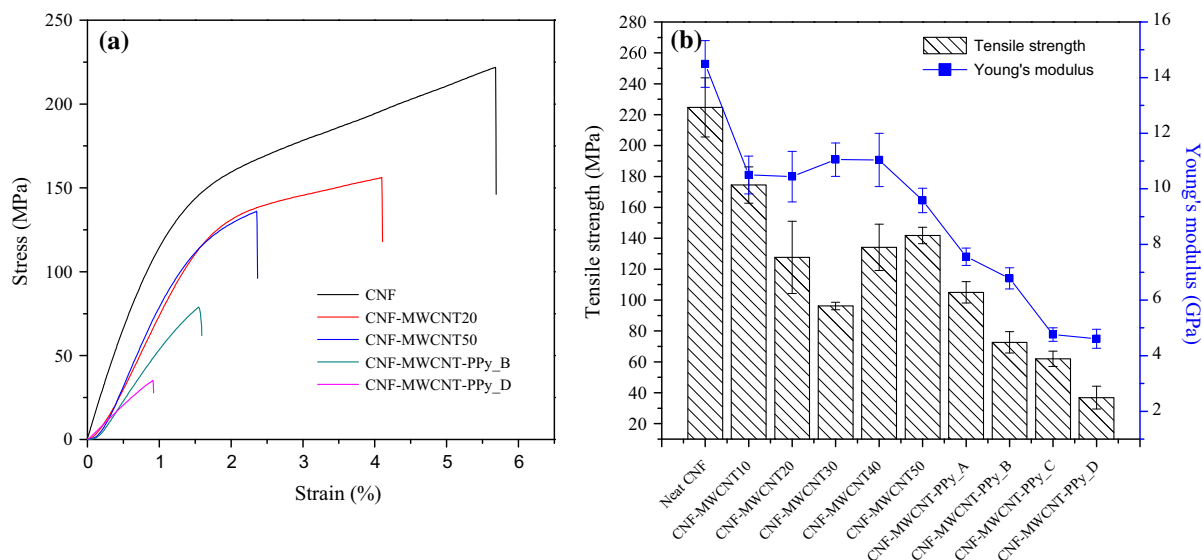 (a)
250
200
150
100
50
0
Stress (MPa)
0 1 2 3 4 5 6
Strain (%)
CNF
CNF-MWCNT20
CNF-MWCNT50
CNF-MWCNT-PPy_B
CNF-MWCNT-PPy_D
(b)
280
260
240
220
200
180
160
140
120
100
80
60
40
20
Tensile strength (MPa)
Tensile strength
Young's modulus
16
14
12
10
8
6
4
2
Young's modulus (GPa)
Neat CNF
CNF-MWCNT10
CNF-MWCNT20
CNF-MWCNT30
CNF-MWCNT40
CNF-MWCNT50
CNF-MWCNT-PPy_A
CNF-MWCNT-PPy_B
CNF-MWCNT-PPy_C
CNF-MWCNT-PPy_D